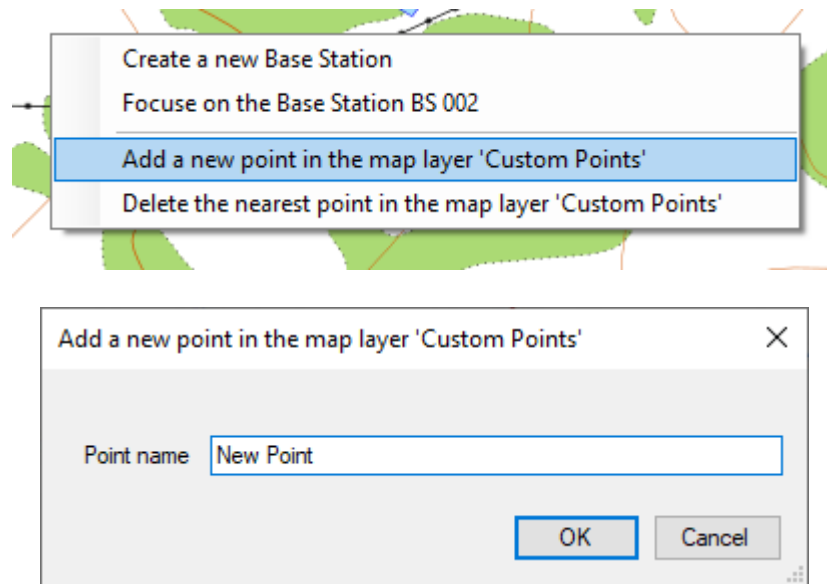 Create a new Base Station
Focuse on the Base Station BS 002
Add a new point in the map layer 'Custom Points'
Delete the nearest point in the map layer 'Custom Points'
Add a new point in the map layer 'Custom Points'
Point name New Point
OK Cancel